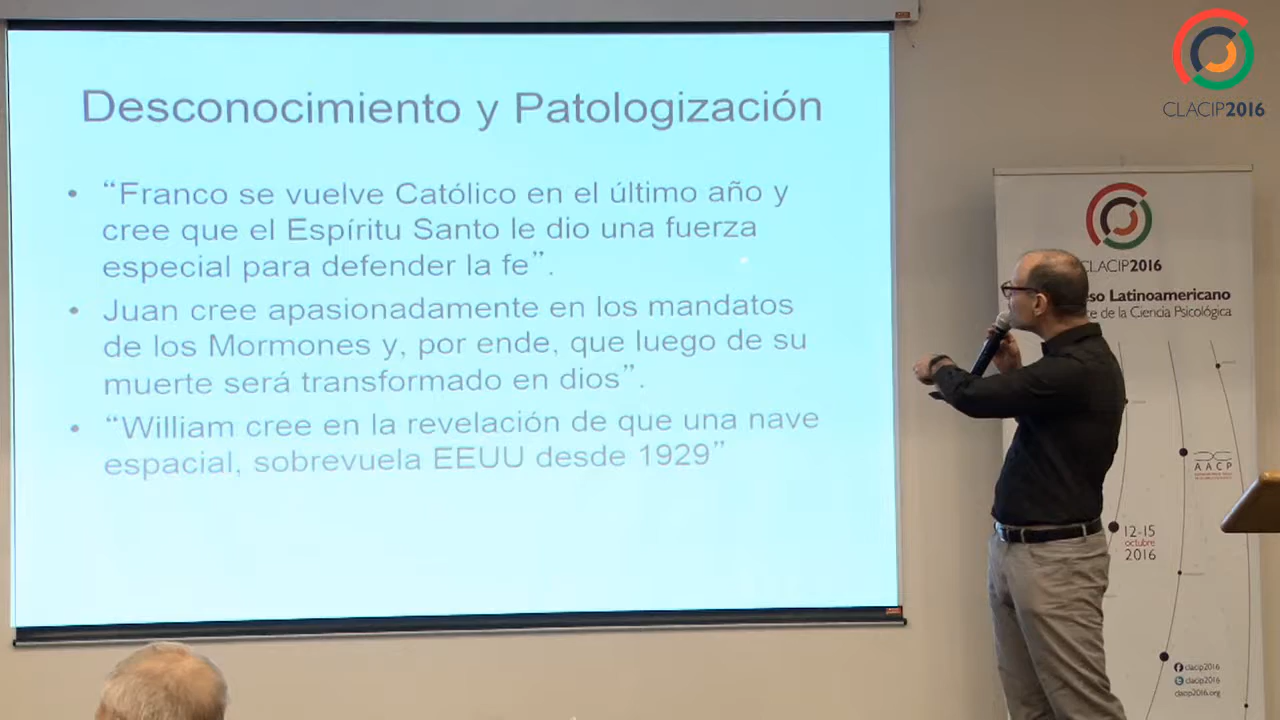 Desconocimiento y Patologización
• “Franco se vuelve Católico en el último año y
cree que el Espíritu Santo le dio una fuerza
especial para defender la fe”.
• Juan cree apasionadamente en los mandatos
de los Mormones y, por ende, que luego de su
muerte será transformado en dios”.
• “William cree en la revelación de que una nave
espacial, sobrevuela EEUU desde 1929”
CLACIP2016
CLACIP2016
so Latinoamericano
de la Ciencia Psicológica
AACP
12-15
octubre
2016
clacip2016
clacip2016
clacip2016.org